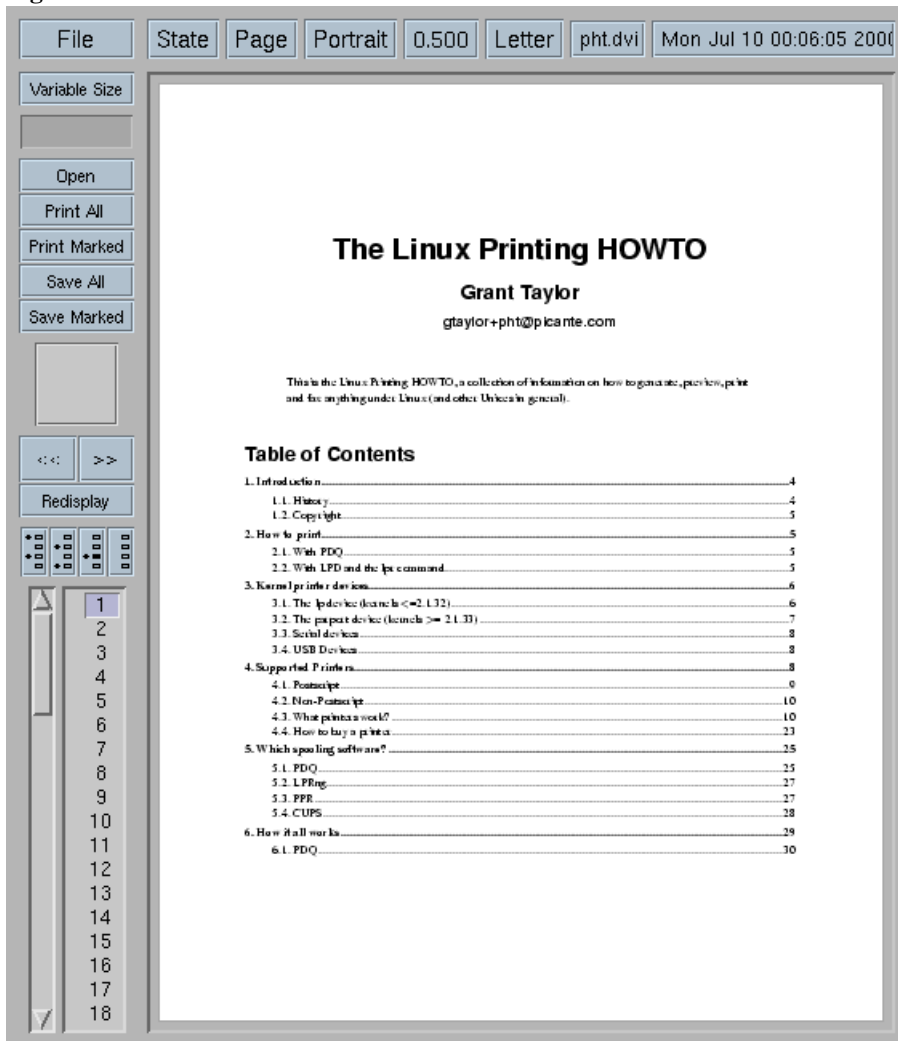 File State Page Portrait 0.500 Letter pht.dvi Mon Jul 10 00:06:05 200
Variable Size
Open
Print All
Print Marked
Save All
Save Marked
<< >>
Redisplay
1
2
3
4
5
6
7
8
9
10
11
12
13
14
15
16
17
18
The Linux Printing HOWTO
Grant Taylor
gtaylor+pht@picante.com
This is the Linux Printing HOWTO, a collection of information on how to generate, preview, print
and fax anything under Linux (and other Unices in general).
Table of Contents
1. Introduction 4
1.1. History 4
1.2. Copyright 5
2. How to print 5
2.1. With PDQ 5
2.2. With LPD and the lpr command 5
3. Kernel printer devices 6
3.1. The lp device (kernels <=2.1.32) 6
3.2. The parport device (kernels >= 2.1.33) 7
3.3. Serial devices 8
3.4. USB Devices 8
4. Supported Printers 8
4.1. Postscript 9
4.2. Non-Postscript 10
4.3. What printers work? 10
4.4. How to buy a printer 23
5. Which spooling software? 25
5.1. PDQ 25
5.2. LPRng 27
5.3. PPR 27
5.4. CUPS 28
6. How it all works 29
6.1. PDQ 30